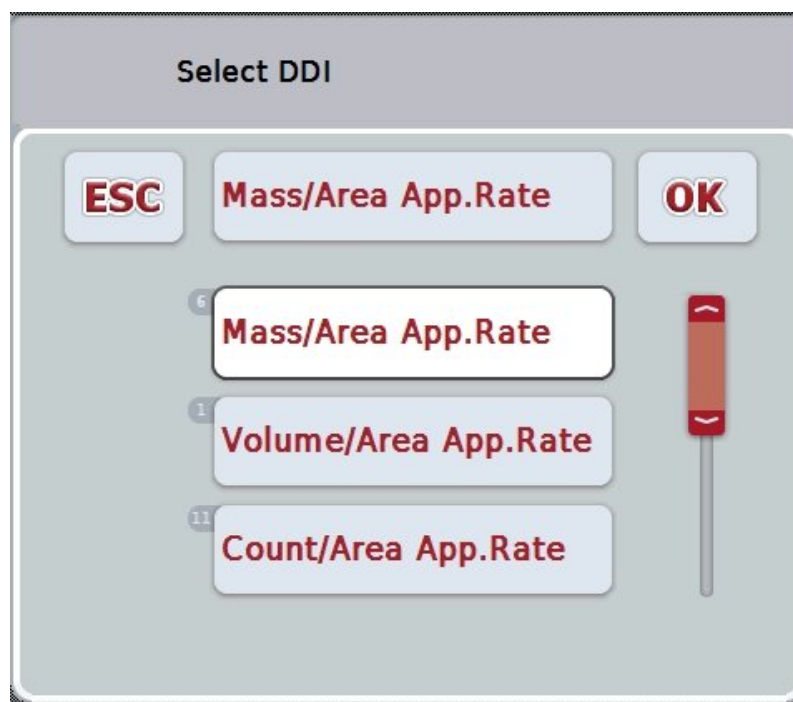 Select DDI
ESC
Mass/Area App.Rate
OK
6
Mass/Area App.Rate
1
Volume/Area App.Rate
11
Count/Area App.Rate